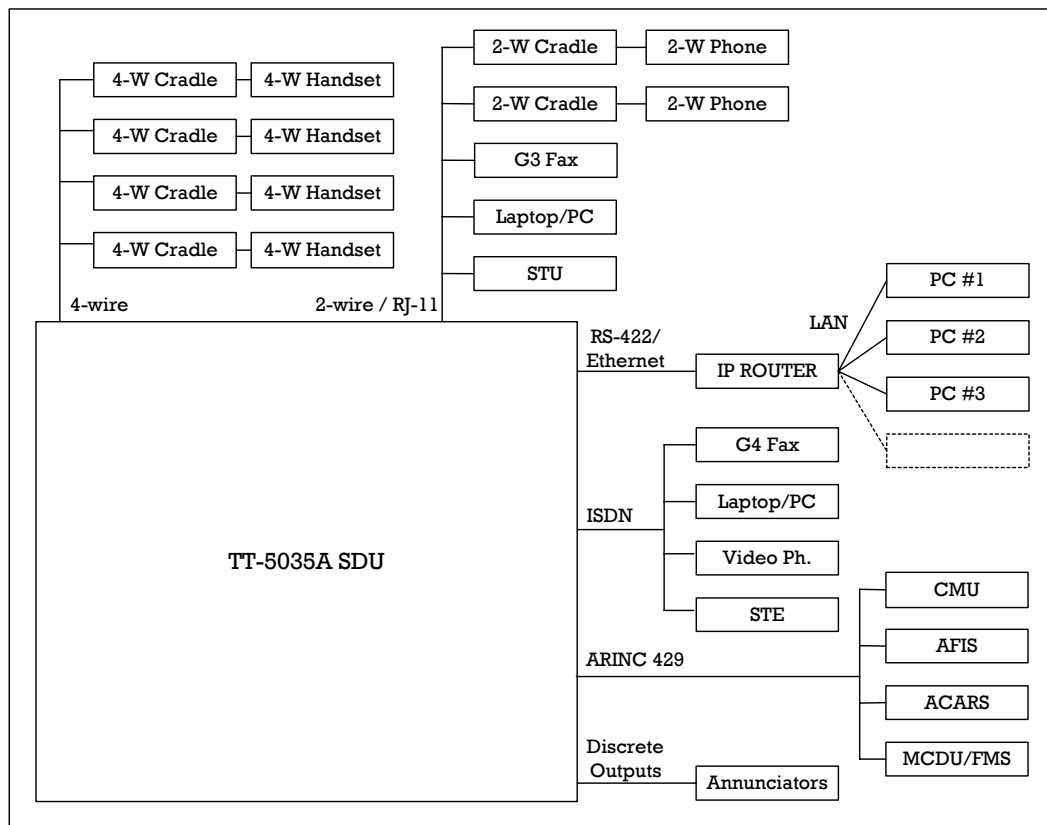 2-W Cradle
2-W Phone
4-W Cradle
4-W Handset
2-W Cradle
2-W Phone
4-W Cradle
4-W Handset
G3 Fax
4-W Cradle
4-W Handset
Laptop/PC
4-W Cradle
4-W Handset
STU
4-wire
2-wire / RJ-11
PC #1
LAN
RS-422/
Ethernet
PC #2
IP ROUTER
PC #3
G4 Fax
Laptop/PC
ISDN
TT-5035A SDU
Video Ph.
CMU
STE
AFIS
ARINC 429
ACARS
Discrete
Outputs
MCDU/FMS
Annunciators